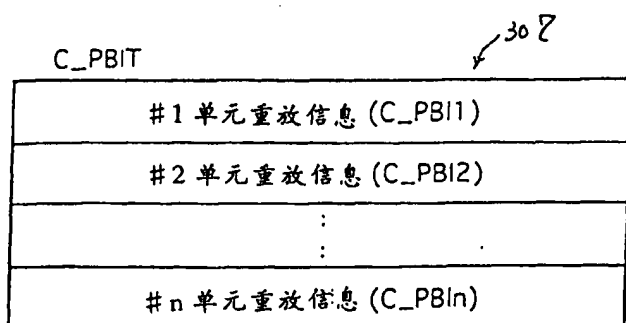 307
C_PBIT
#1 单元重放信息 (C_PBI1)
#2 单元重放信息 (C_PBI2)
:
:
#n 单元重放信息 (C_PBIn)